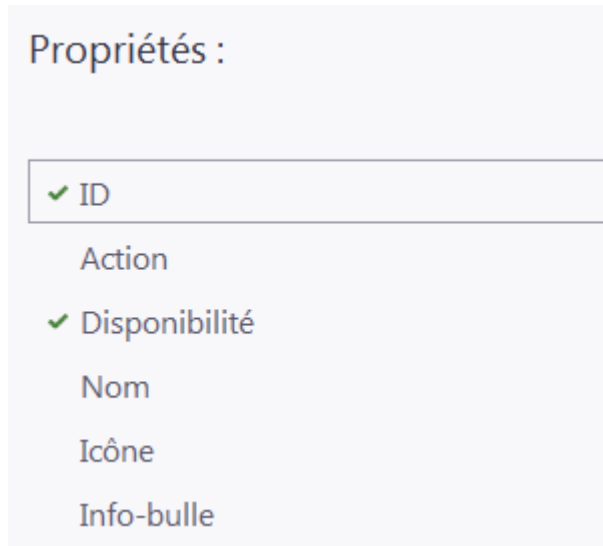 Propriétés :
ID
Action
Disponibilité
Nom
Icône
Info-bulle